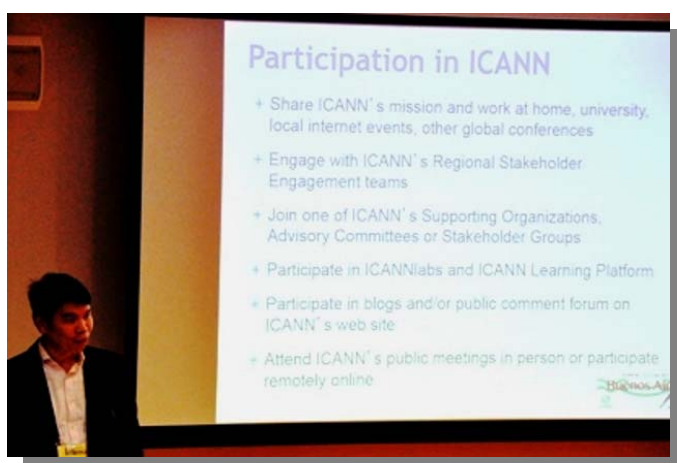 Participation in ICANN
+ Share ICANN's mission and work at home, university,
local internet events, other global conferences
+ Engage with ICANN's Regional Stakeholder
Engagement teams
+ Join one of ICANN's Supporting Organizations,
Advisory Committees or Stakeholder Groups
+ Participate in ICANNlabs and ICANN Learning Platform
+ Participate in blogs and/or public comment forum on
ICANN's web site
+ Attend ICANN's public meetings in person or participate
remotely online
Buenos